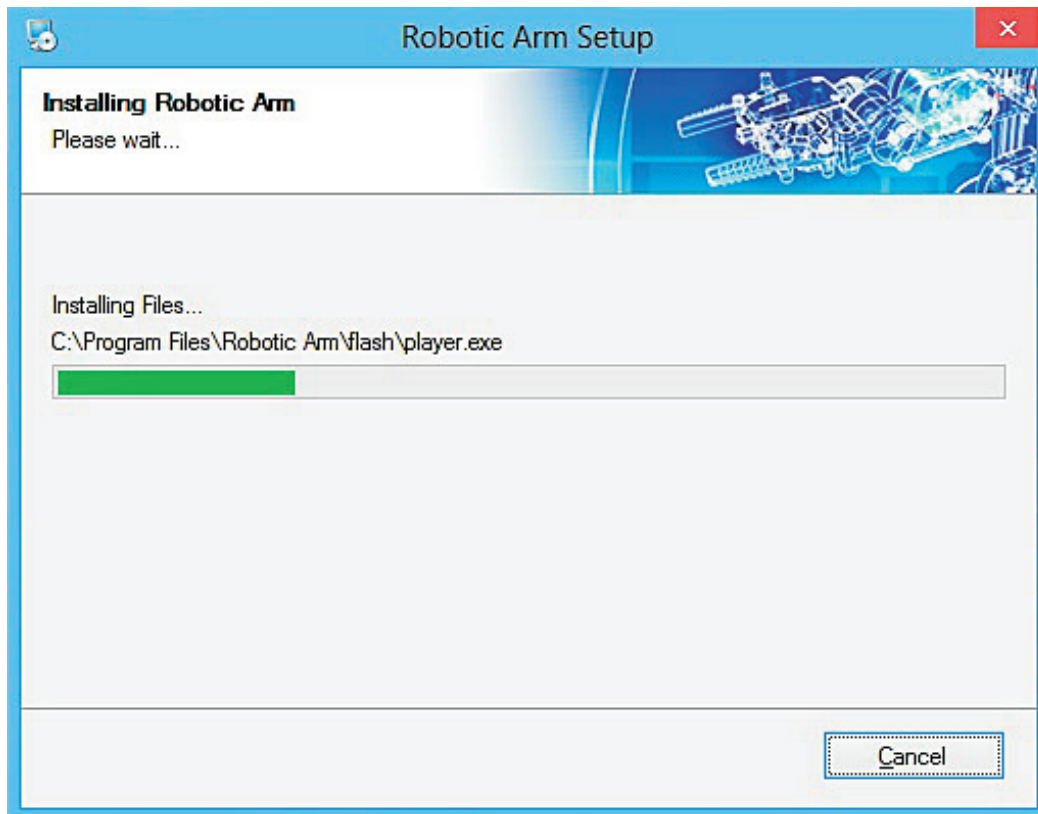 Robotic Arm Setup
Installing Robotic Arm
Please wait...
Installing Files...
C:\Program Files\Robotic Arm\flash\player.exe
Cancel